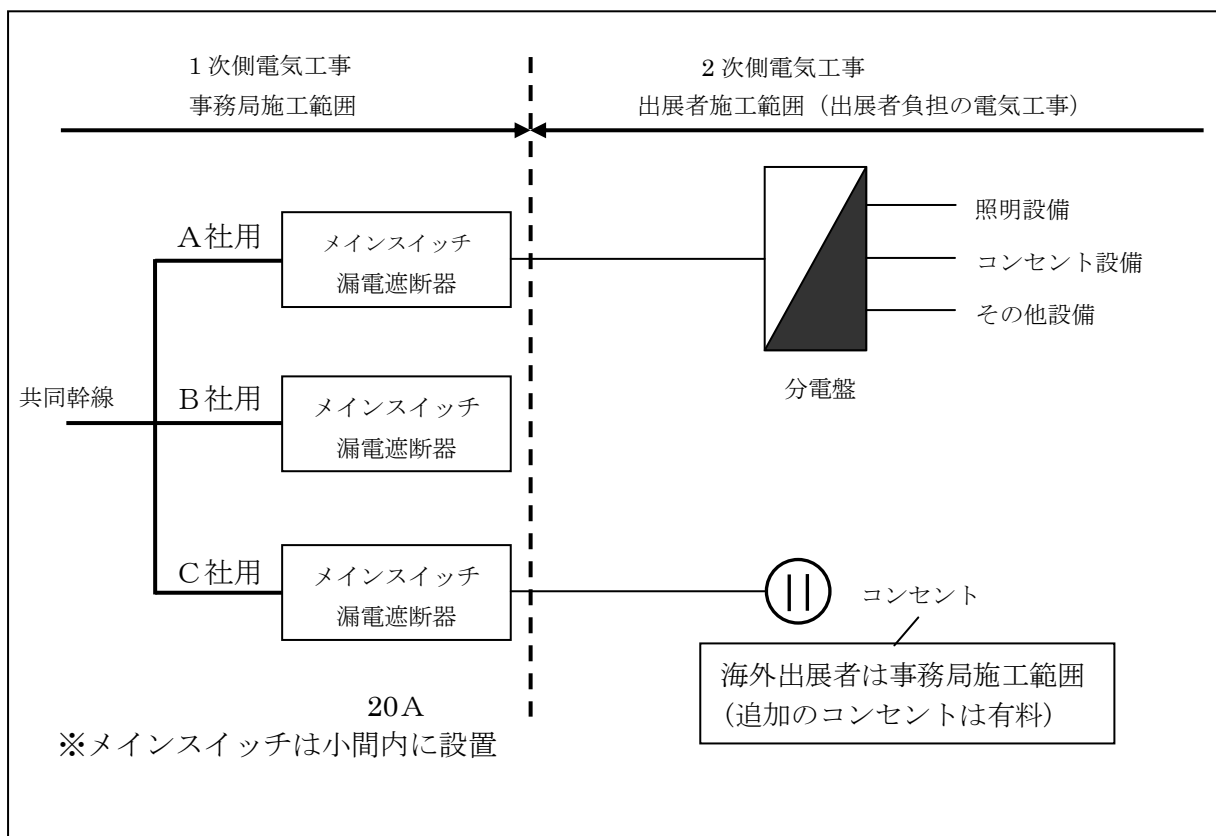 1次側電気工事
事務局施工範囲
2次側電気工事
出展者施工範囲（出展者負担の電気工事）
A社用
メインスイッチ
漏電遮断器
照明設備
コンセント設備
その他設備
分電盤
共同幹線
B社用
メインスイッチ
漏電遮断器
C社用
メインスイッチ
漏電遮断器
コンセント
海外出展者は事務局施工範囲
（追加のコンセントは有料）
20A
※メインスイッチは小間内に設置